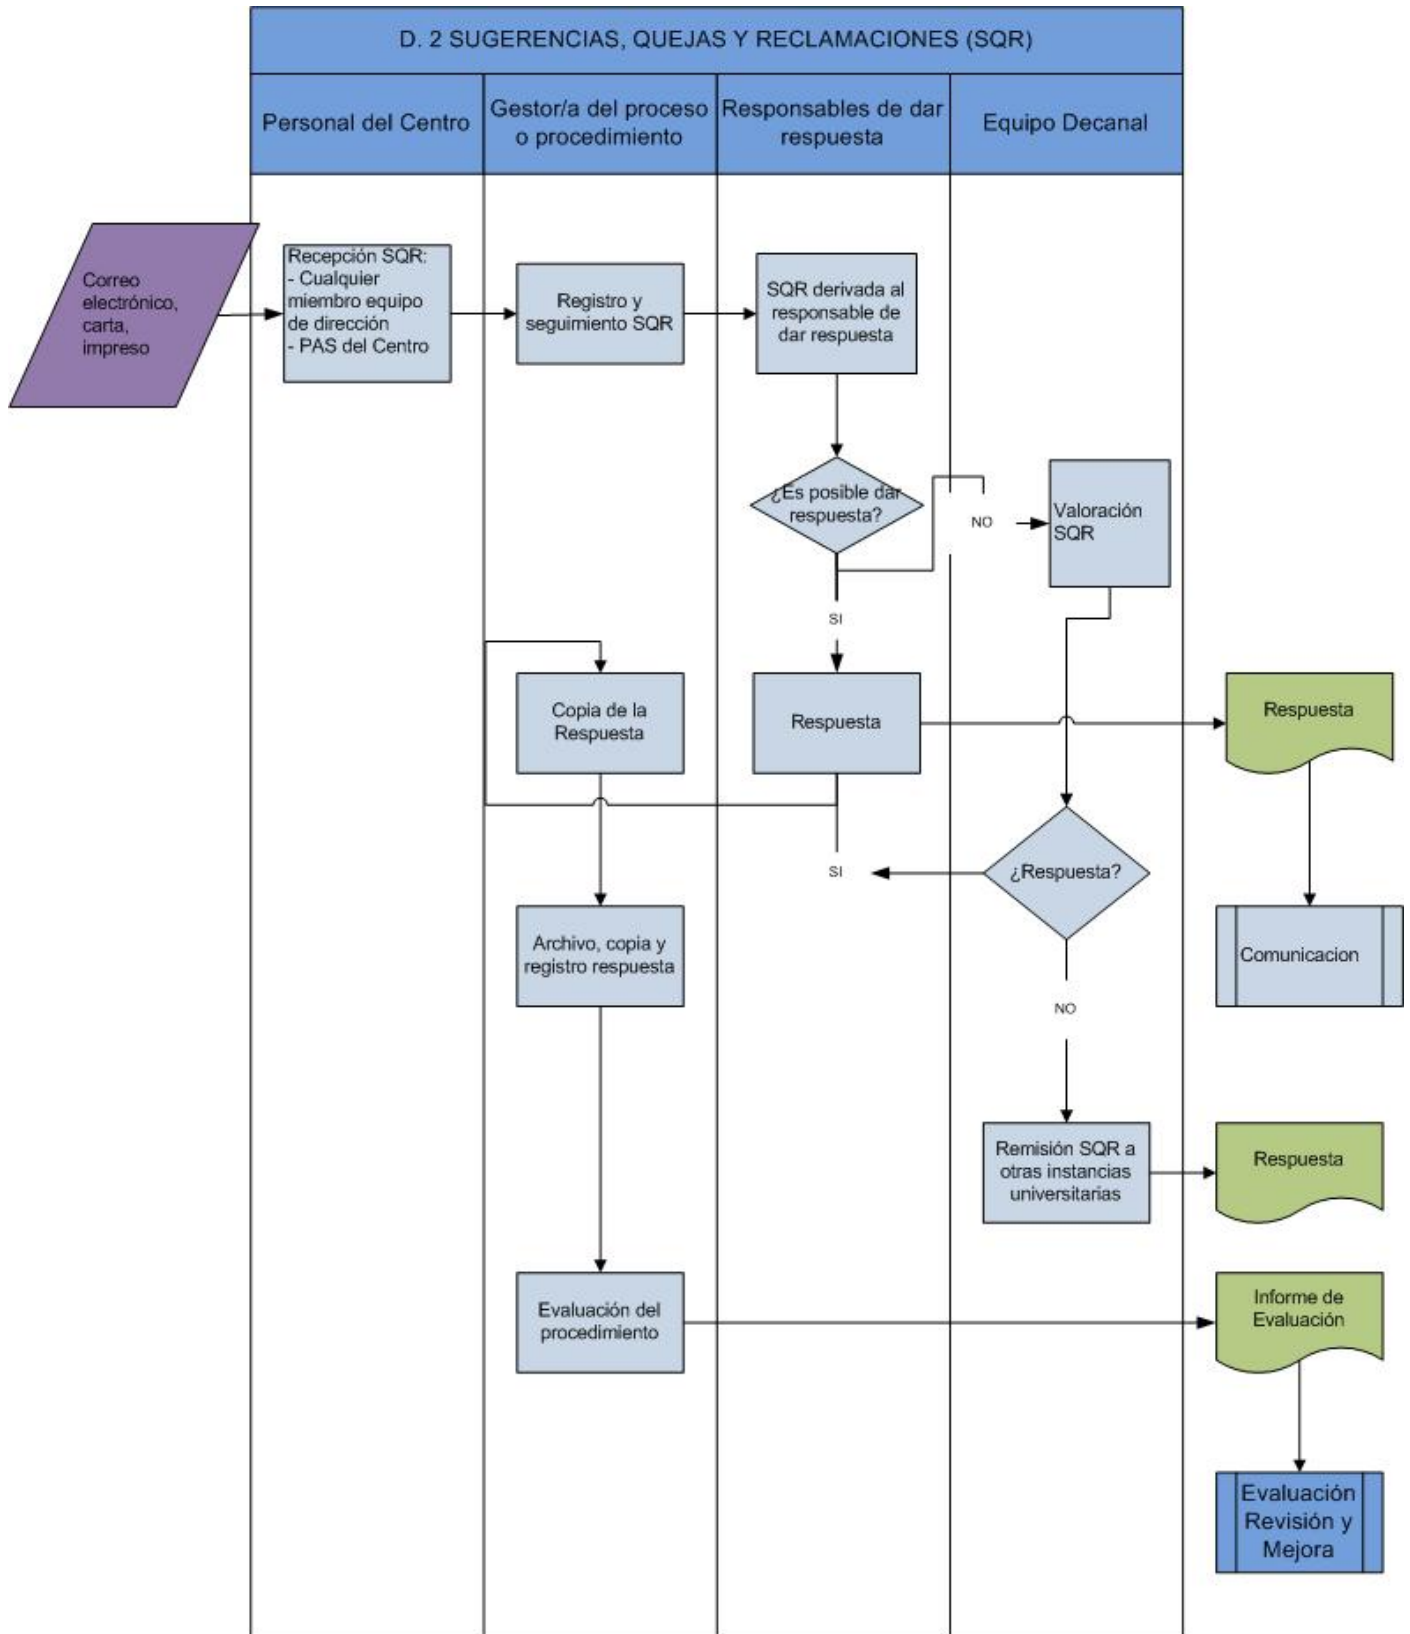 D. 2 SUGERENCIAS, QUEJAS Y RECLAMACIONES (SQR)
Personal del Centro
Gestor/a del proceso
o procedimiento
Responsables de dar
respuesta
Equipo Decanal
Correo
electrónico,
carta,
impreso
Recepción SQR:
- Cualquier
miembro equipo
de dirección
- PAS del Centro
Registro y
seguimiento SQR
SQR derivada al
responsable de
dar respuesta
¿Es posible dar
respuesta?
NO
Valoración
SQR
SI
Copia de la
Respuesta
Respuesta
Respuesta
SI
¿Respuesta?
Archivo, copia y
registro respuesta
Comunicacion
NO
Remisión SQR a
otras instancias
universitarias
Respuesta
Evaluación del
procedimiento
Informe de
Evaluación
Evaluación
Revisión y
Mejora